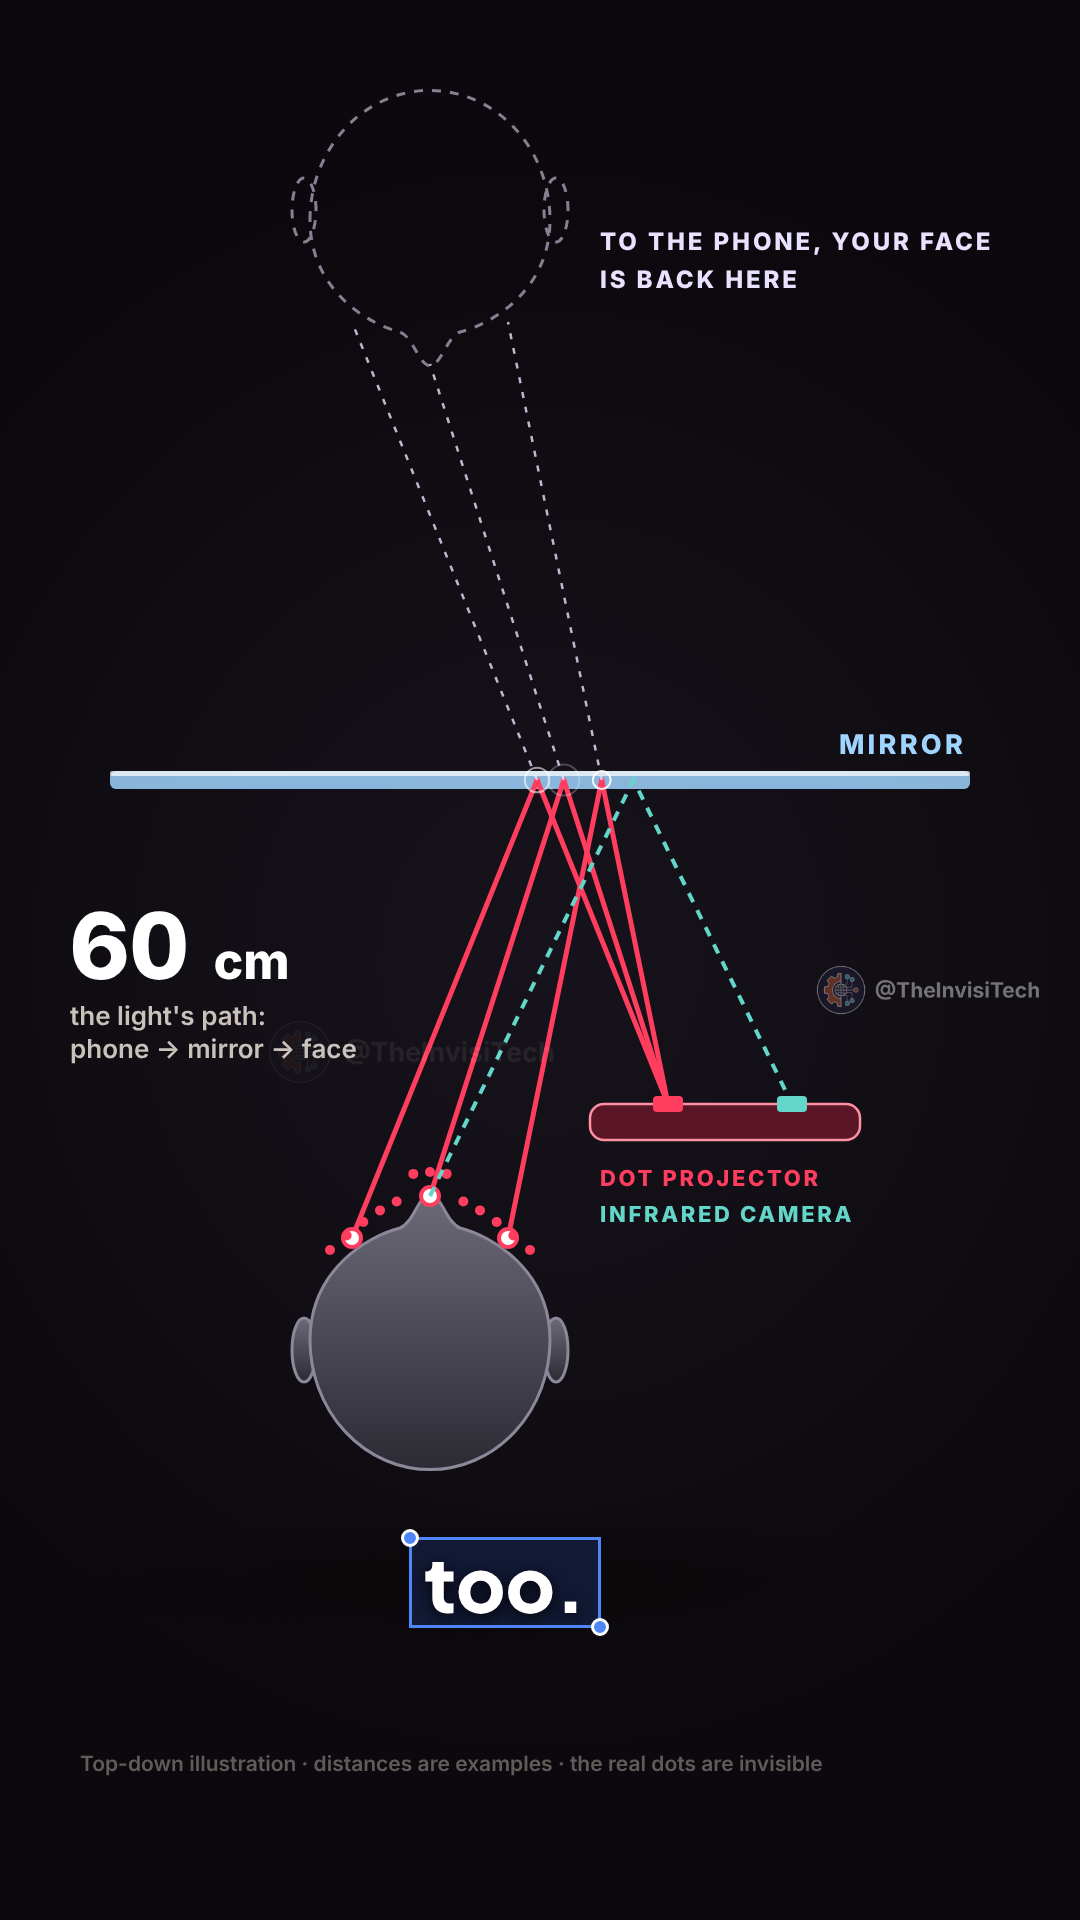 TO THE PHONE, YOUR FACE
IS BACK HERE
MIRROR
60 cm
the light's path:
phone → mirror → face
@TheInvisiTech
@TheInvisiTech
DOT PROJECTOR
INFRARED CAMERA
too.
Top-down illustration · distances are examples · the real dots are invisible